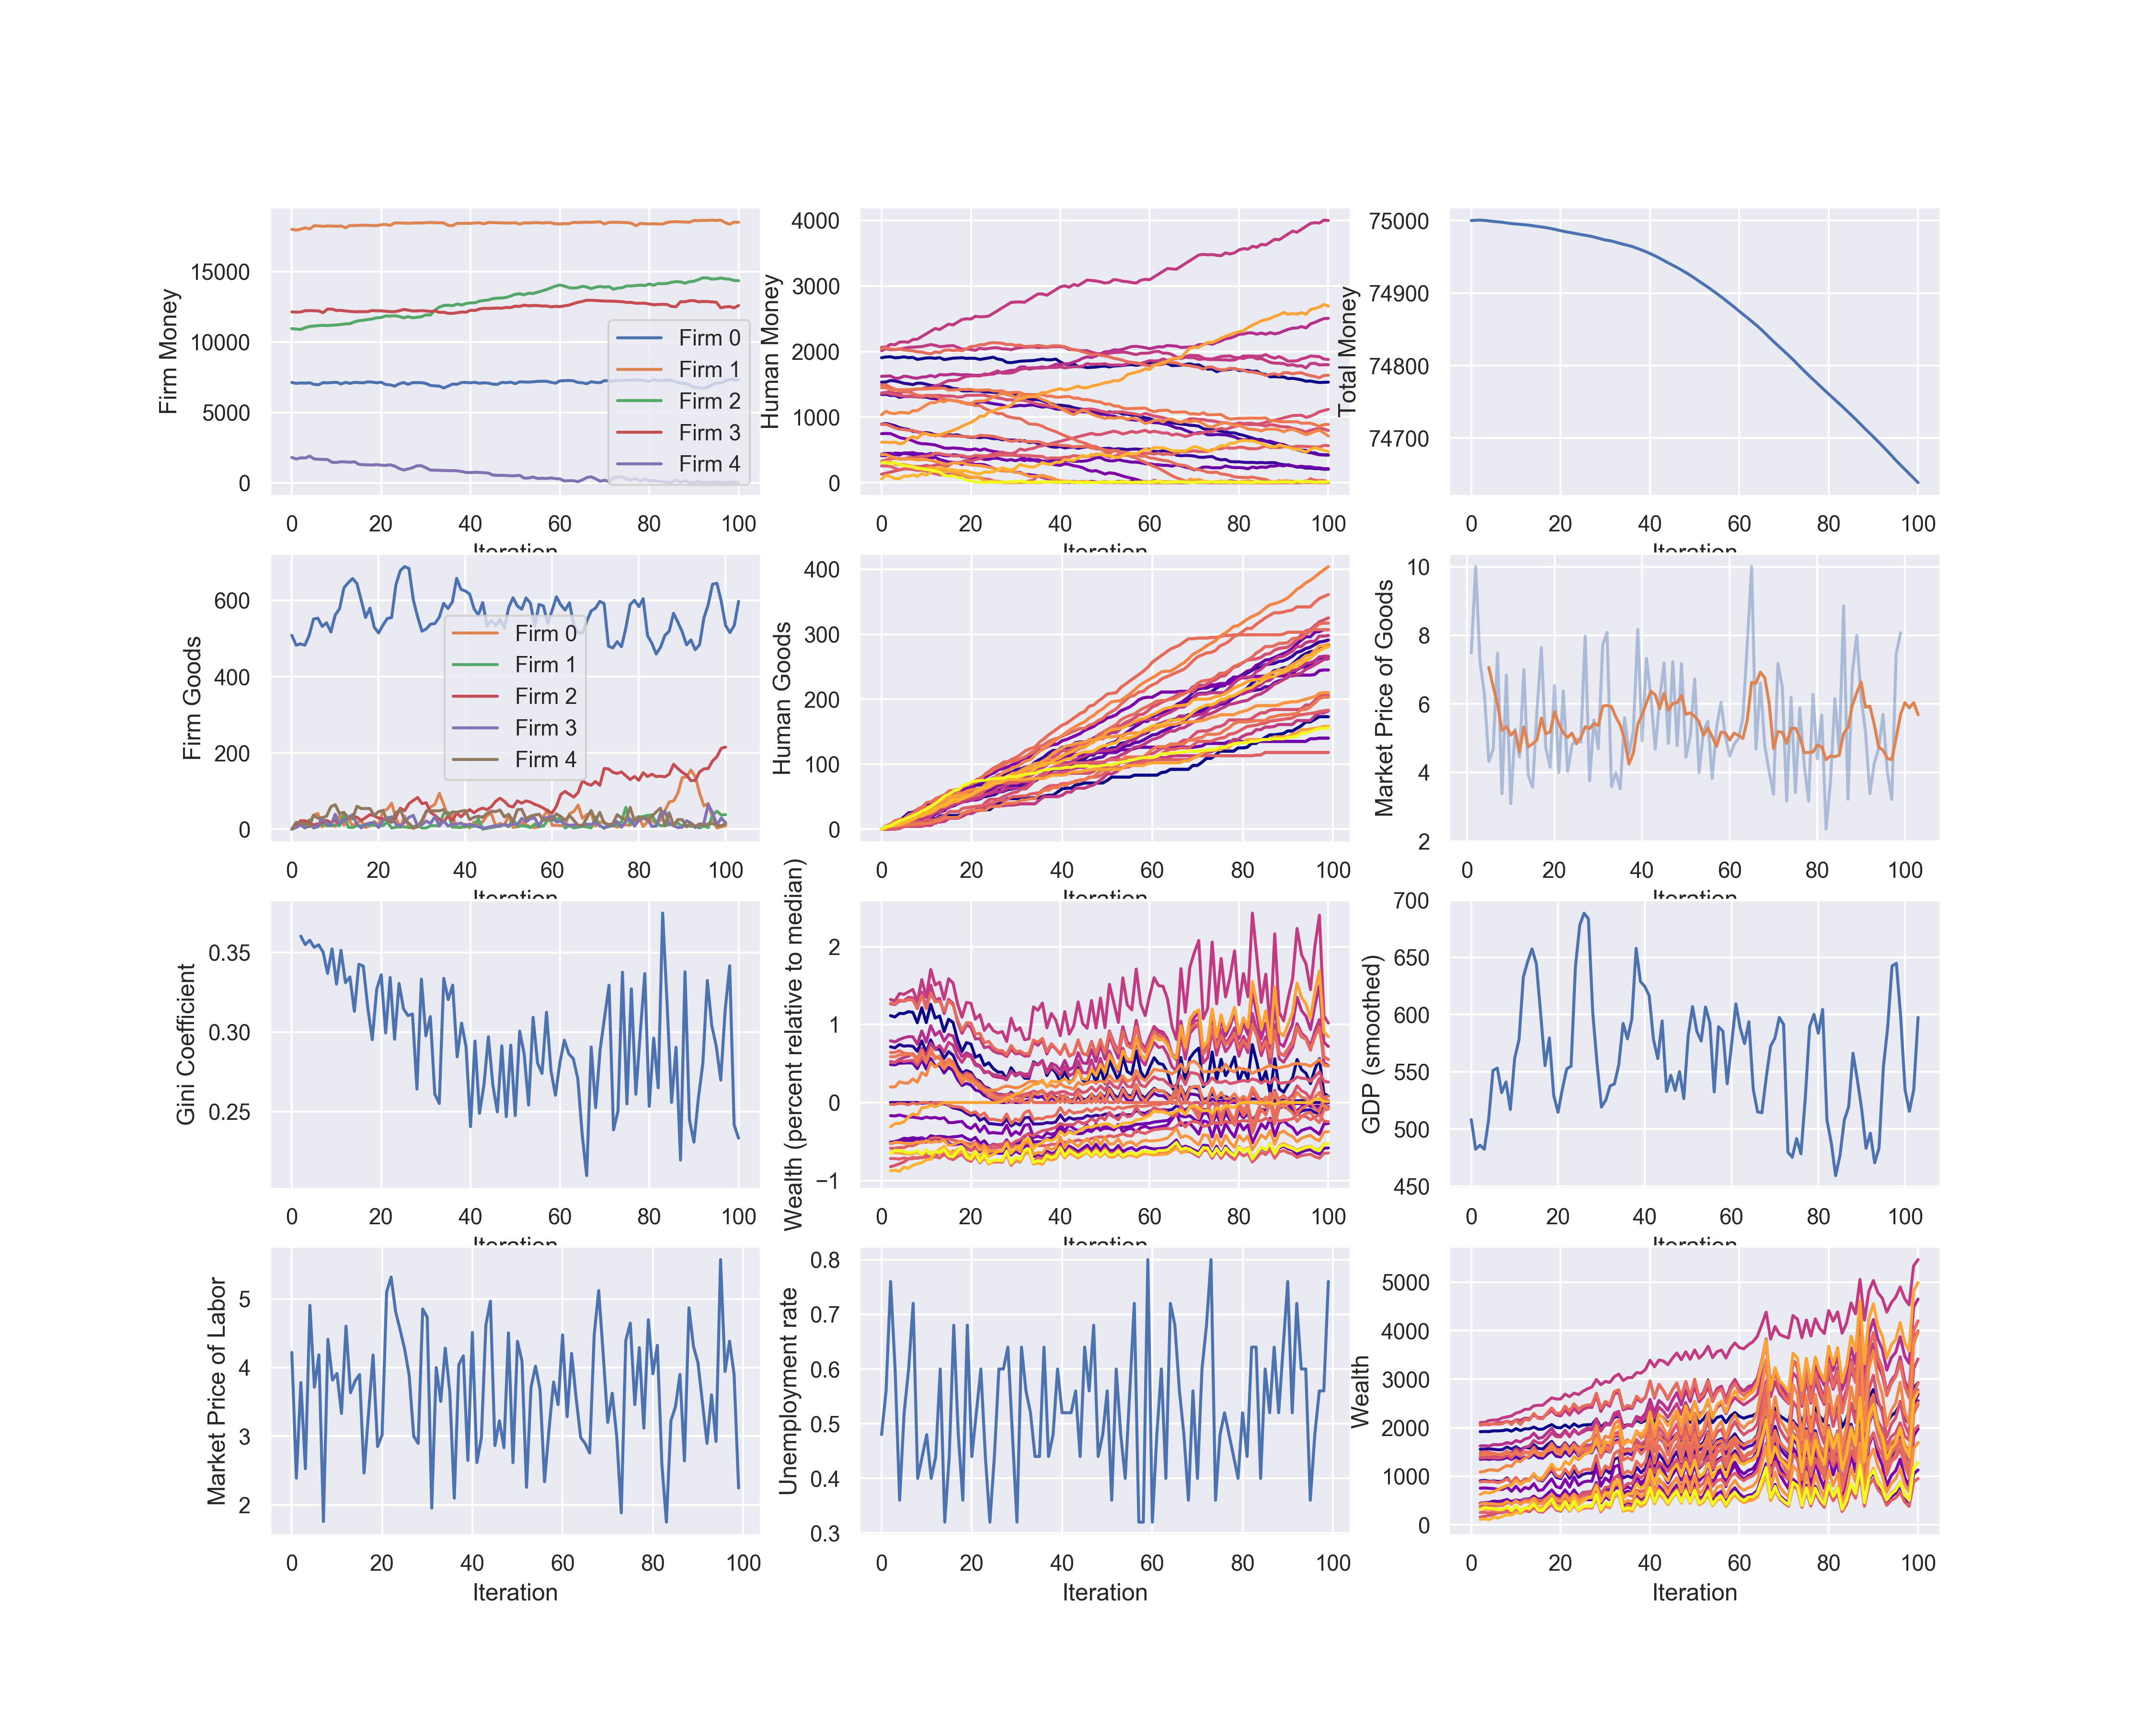 Firm Money
15000
10000
5000
0
Firm 0
Firm 1
Firm 2
Firm 3
Firm 4
0 20 40 60 80 100
Iteration
Human Money
4000
3000
2000
1000
0
0 20 40 60 80 100
Iteration
Total Money
75000
74900
74800
74700
0 20 40 60 80 100
Iteration
Firm Goods
600
400
200
0
Firm 0
Firm 1
Firm 2
Firm 3
Firm 4
0 20 40 60 80 100
Iteration
Human Goods
400
300
200
100
0
0 20 40 60 80 100
Market Price of Goods
10
8
6
4
2
0 20 40 60 80 100
Iteration
Gini Coefficient
0.35
0.30
0.25
0 20 40 60 80 100
Iteration
Wealth (percent relative to median)
2
1
0
−1
0 20 40 60 80 100
Iteration
GDP (smoothed)
700
650
600
550
500
450
0 20 40 60 80 100
Iteration
Market Price of Labor
5
4
3
2
0 20 40 60 80 100
Iteration
Unemployment rate
0.8
0.7
0.6
0.5
0.4
0.3
0 20 40 60 80 100
Iteration
Wealth
5000
4000
3000
2000
1000
0
0 20 40 60 80 100
Iteration